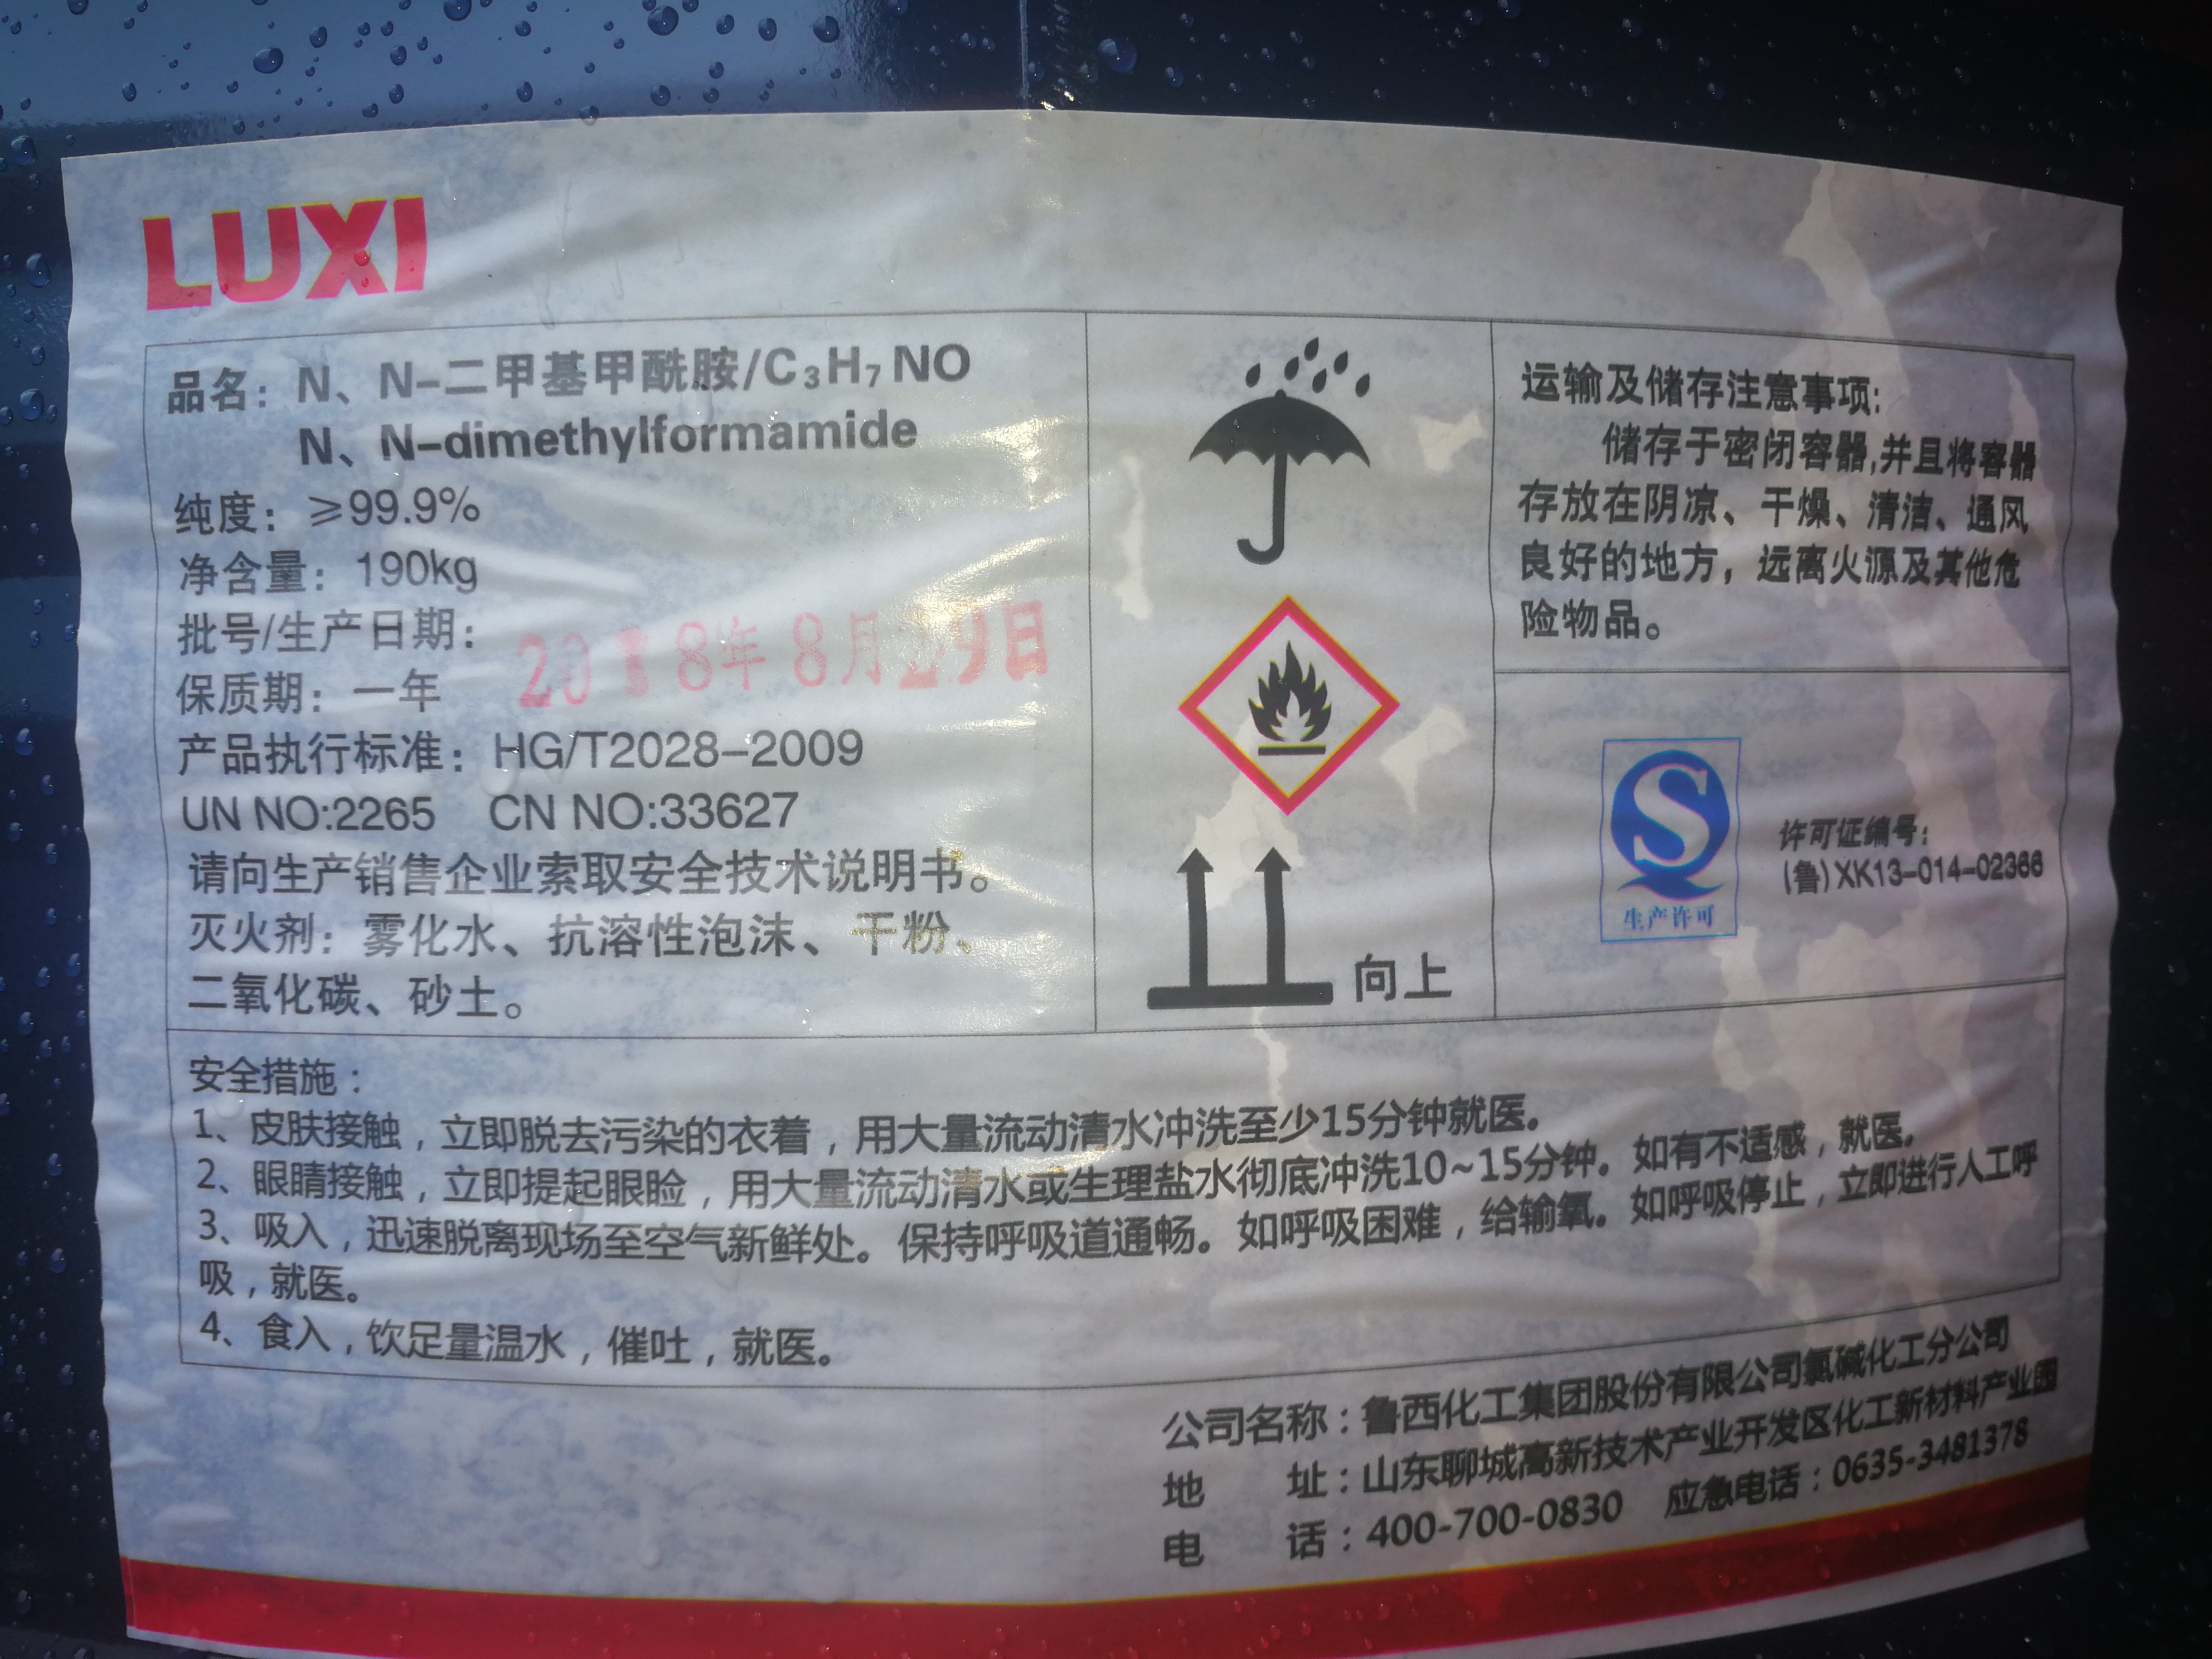 LUXI
品名：N、N-二甲基甲酰胺/C₃H₇NO
N、N-dimethylformamide
纯度：≥99.9%
净含量：190kg
批号/生产日期：2018年8月29日
保质期：一年
产品执行标准：HG/T2028-2009
UN NO:2265 CN NO:33627
请向生产销售企业索取安全技术说明书。
灭火剂：雾化水、抗溶性泡沫、干粉、
二氧化碳、砂土。
向上
运输及储存注意事项:
储存于密闭容器,并且将容器
存放在阴凉、干燥、清洁、通风
良好的地方，远离火源及其他危
险物品。
生产许可
许可证编号：
(鲁)XK13-014-02366
安全措施：
1、皮肤接触，立即脱去污染的衣着，用大量流动清水冲洗至少15分钟就医。
2、眼睛接触，立即提起眼睑，用大量流动清水或生理盐水彻底冲洗10~15分钟。如有不适感，就医。
3、吸入，迅速脱离现场至空气新鲜处。保持呼吸道通畅。如呼吸困难，给输氧。如呼吸停止，立即进行人工呼
吸，就医。
4、食入，饮足量温水，催吐，就医。
公司名称：鲁西化工集团股份有限公司氯碱化工分公司
地 址：山东聊城高新技术产业开发区化工新材料产业园
电 话：400-700-0830 应急电话：0635-3481378